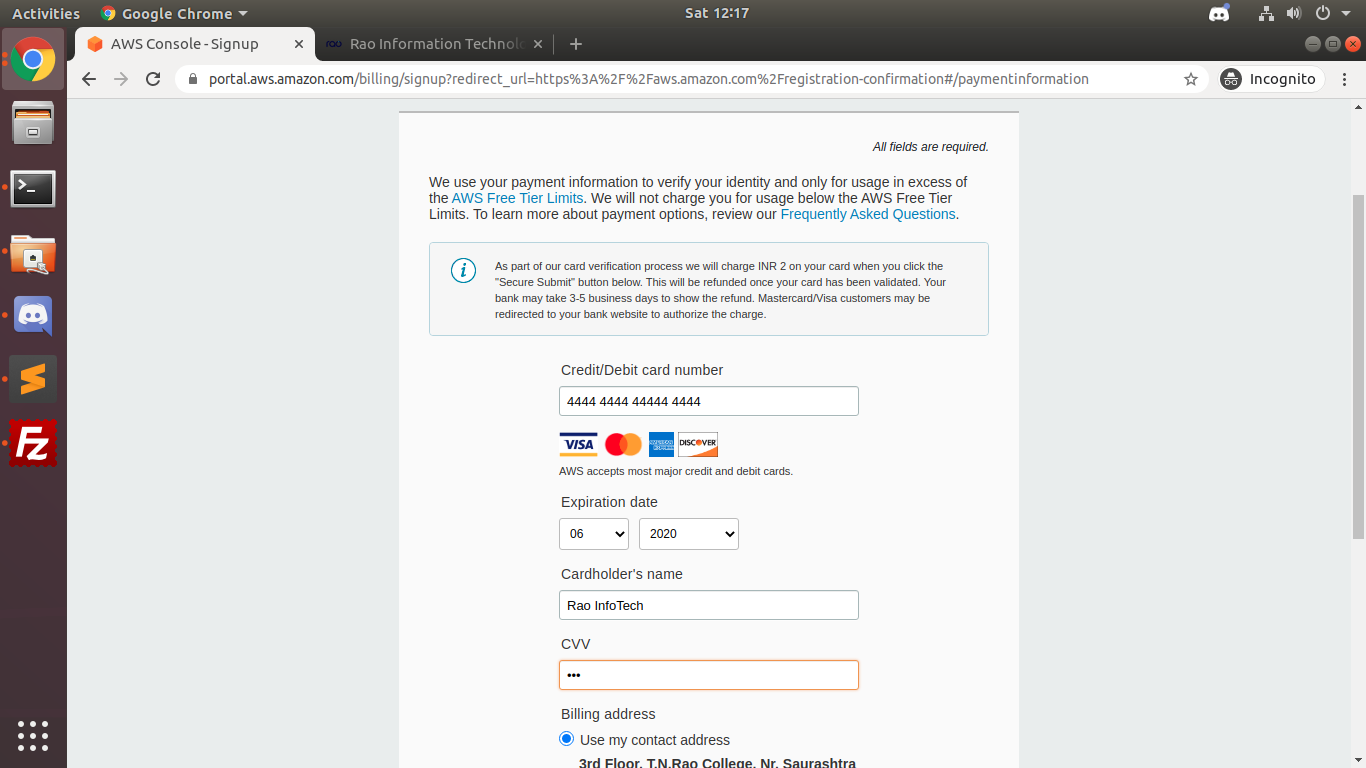 Activities
Google Chrome
Sat 12:17
AWS Console - Signup
Rao Information Technolo
portal.aws.amazon.com/billing/signup?redirect_url=https%3A%2F%2Faws.amazon.com%2Fregistration-confirmation#/paymentinformation
Incognito
All fields are required.
We use your payment information to verify your identity and only for usage in excess of
the AWS Free Tier Limits. We will not charge you for usage below the AWS Free Tier
Limits. To learn more about payment options, review our Frequently Asked Questions.
As part of our card verification process we will charge INR 2 on your card when you click the
"Secure Submit" button below. This will be refunded once your card has been validated. Your
bank may take 3-5 business days to show the refund. Mastercard/Visa customers may be
redirected to your bank website to authorize the charge.
Credit/Debit card number
4444 4444 44444 4444
VISA
AMERICAN EXPRESS
DISCOVER
AWS accepts most major credit and debit cards.
Expiration date
06
2020
Cardholder's name
Rao InfoTech
CVV
•••
Billing address
Use my contact address
3rd Floor, T.N.Rao College, Nr. Saurashtra